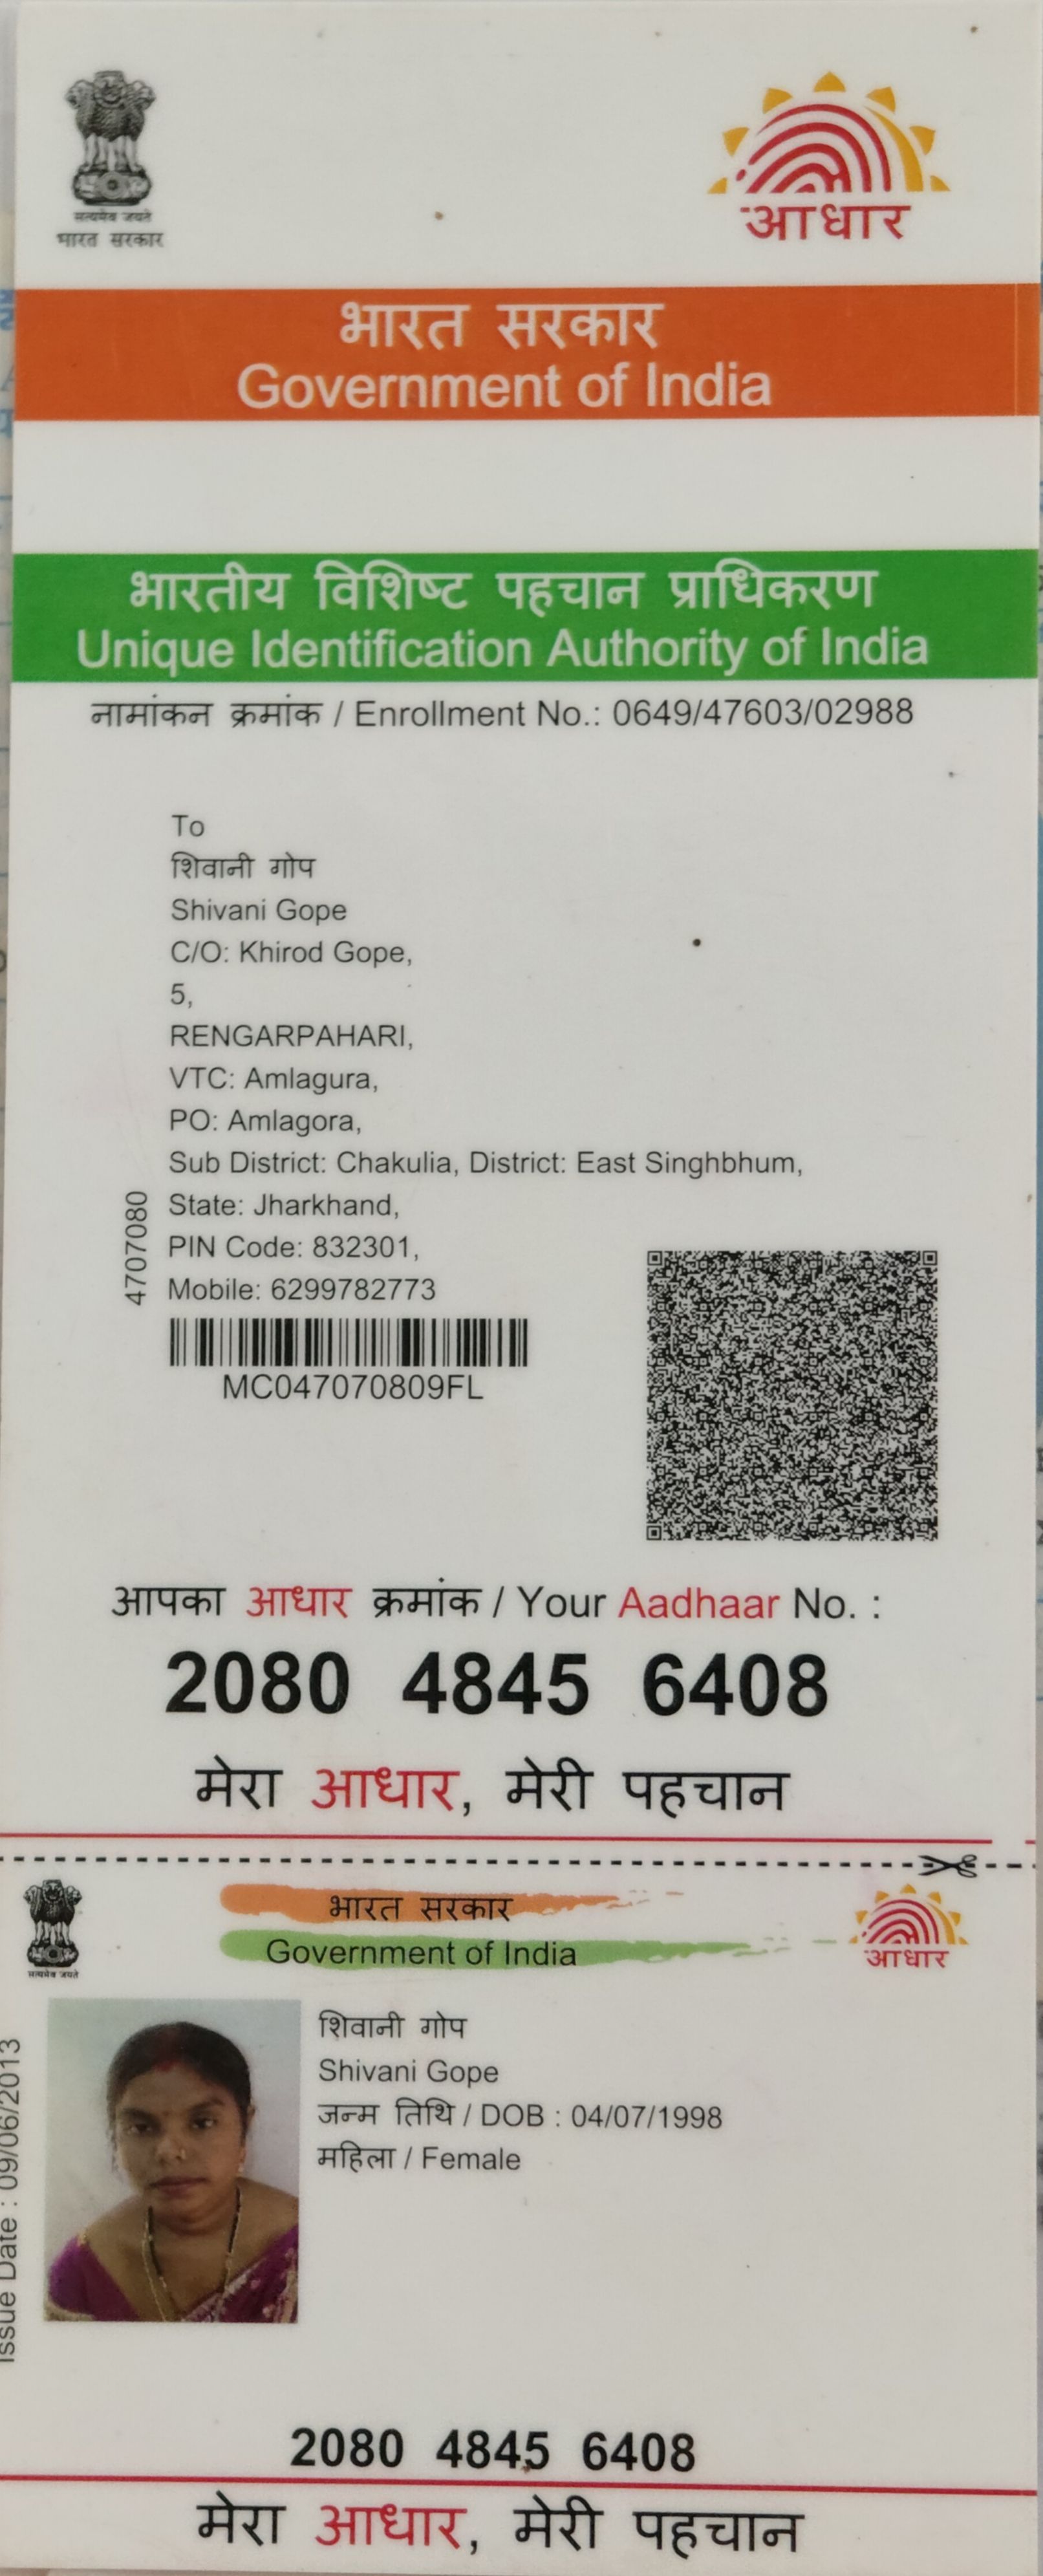 सत्यमेव जयते
भारत सरकार
आधार
भारत सरकार
Government of India
भारतीय विशिष्ट पहचान प्राधिकरण
Unique Identification Authority of India
नामांकन क्रमांक / Enrollment No.: 0649/47603/02988
To
शिवानी गोप
Shivani Gope
C/O: Khirod Gope,
5,
RENGARPAHARI,
VTC: Amlagura,
PO: Amlagora,
Sub District: Chakulia, District: East Singhbhum,
State: Jharkhand,
PIN Code: 832301,
Mobile: 6299782773
4707080
MC047070809FL
आपका आधार क्रमांक / Your Aadhaar No. :
2080 4845 6408
मेरा आधार, मेरी पहचान
सत्यमेव जयते
भारत सरकार
Government of India
आधार
Issue Date : 09/06/2013
शिवानी गोप
Shivani Gope
जन्म तिथि / DOB : 04/07/1998
महिला / Female
2080 4845 6408
मेरा आधार, मेरी पहचान